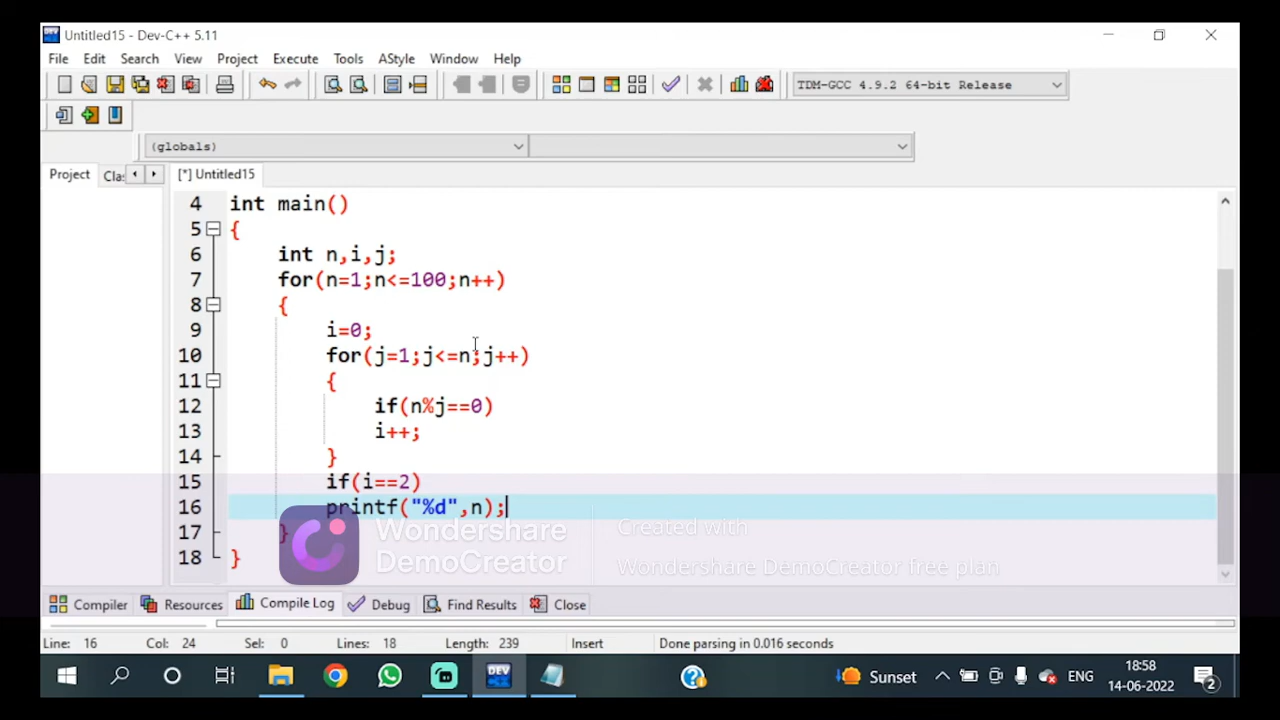 Untitled15 - Dev-C++ 5.11
File Edit Search View Project Execute Tools AStyle Window Help
TDM-GCC 4.9.2 64-bit Release
(globals)
Project Clas [*] Untitled15
4 int main()
5 {
6 int n,i,j;
7 for(n=1;n<=100;n++)
8 {
9 i=0;
10 for(j=1;j<=n;j++)
11 {
12 if(n%j==0)
13 i++;
14 }
15 if(i==2)
16 printf("%d",n);
17 }
18 }
Wondershare DemoCreator
Created with
Wondershare DemoCreator free plan
Compiler Resources Compile Log Debug Find Results Close
Line: 16 Col: 24 Sel: 0 Lines: 18 Length: 239 Insert Done parsing in 0.016 seconds
DEV Sunset ENG 18:58
14-06-2022 2